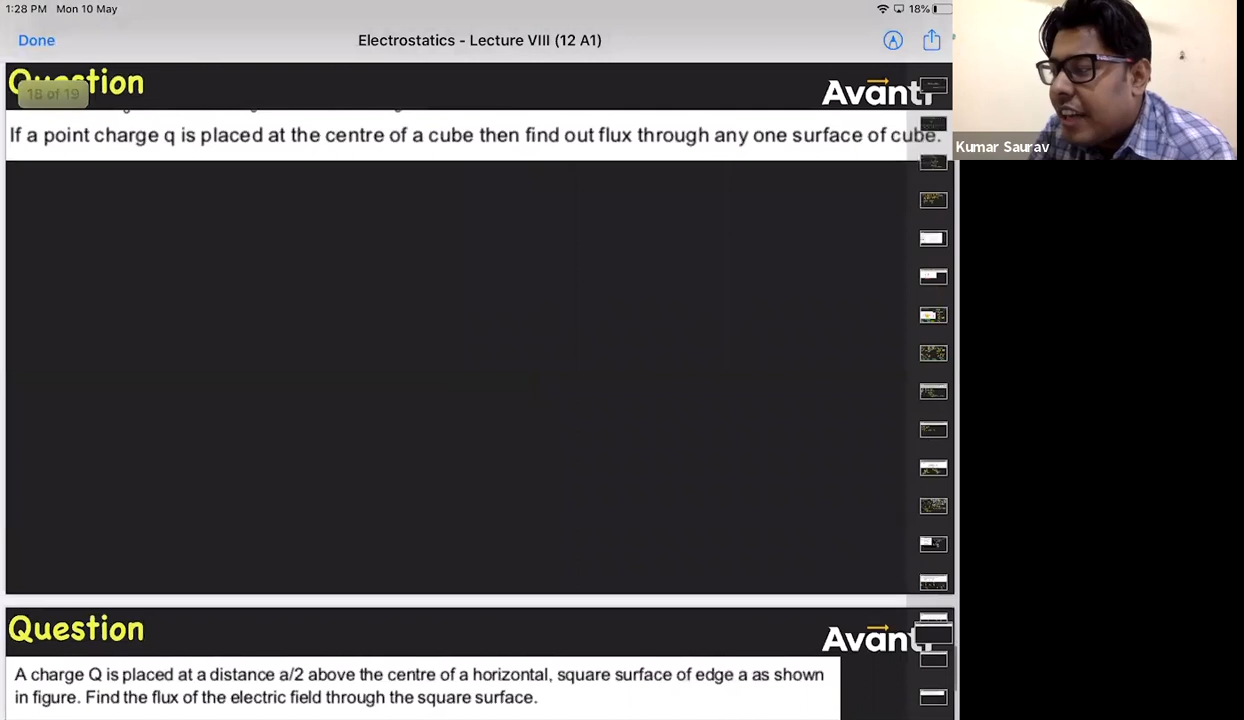 1:28 PM Mon 10 May
18%
Done
Electrostatics - Lecture VIII (12 A1)
Question
Avanti
18 of 19
If a point charge q is placed at the centre of a cube then find out flux through any one surface of cube.
Kumar Saurav
Question
Avanti
A charge Q is placed at a distance a/2 above the centre of a horizontal, square surface of edge a as shown
in figure. Find the flux of the electric field through the square surface.